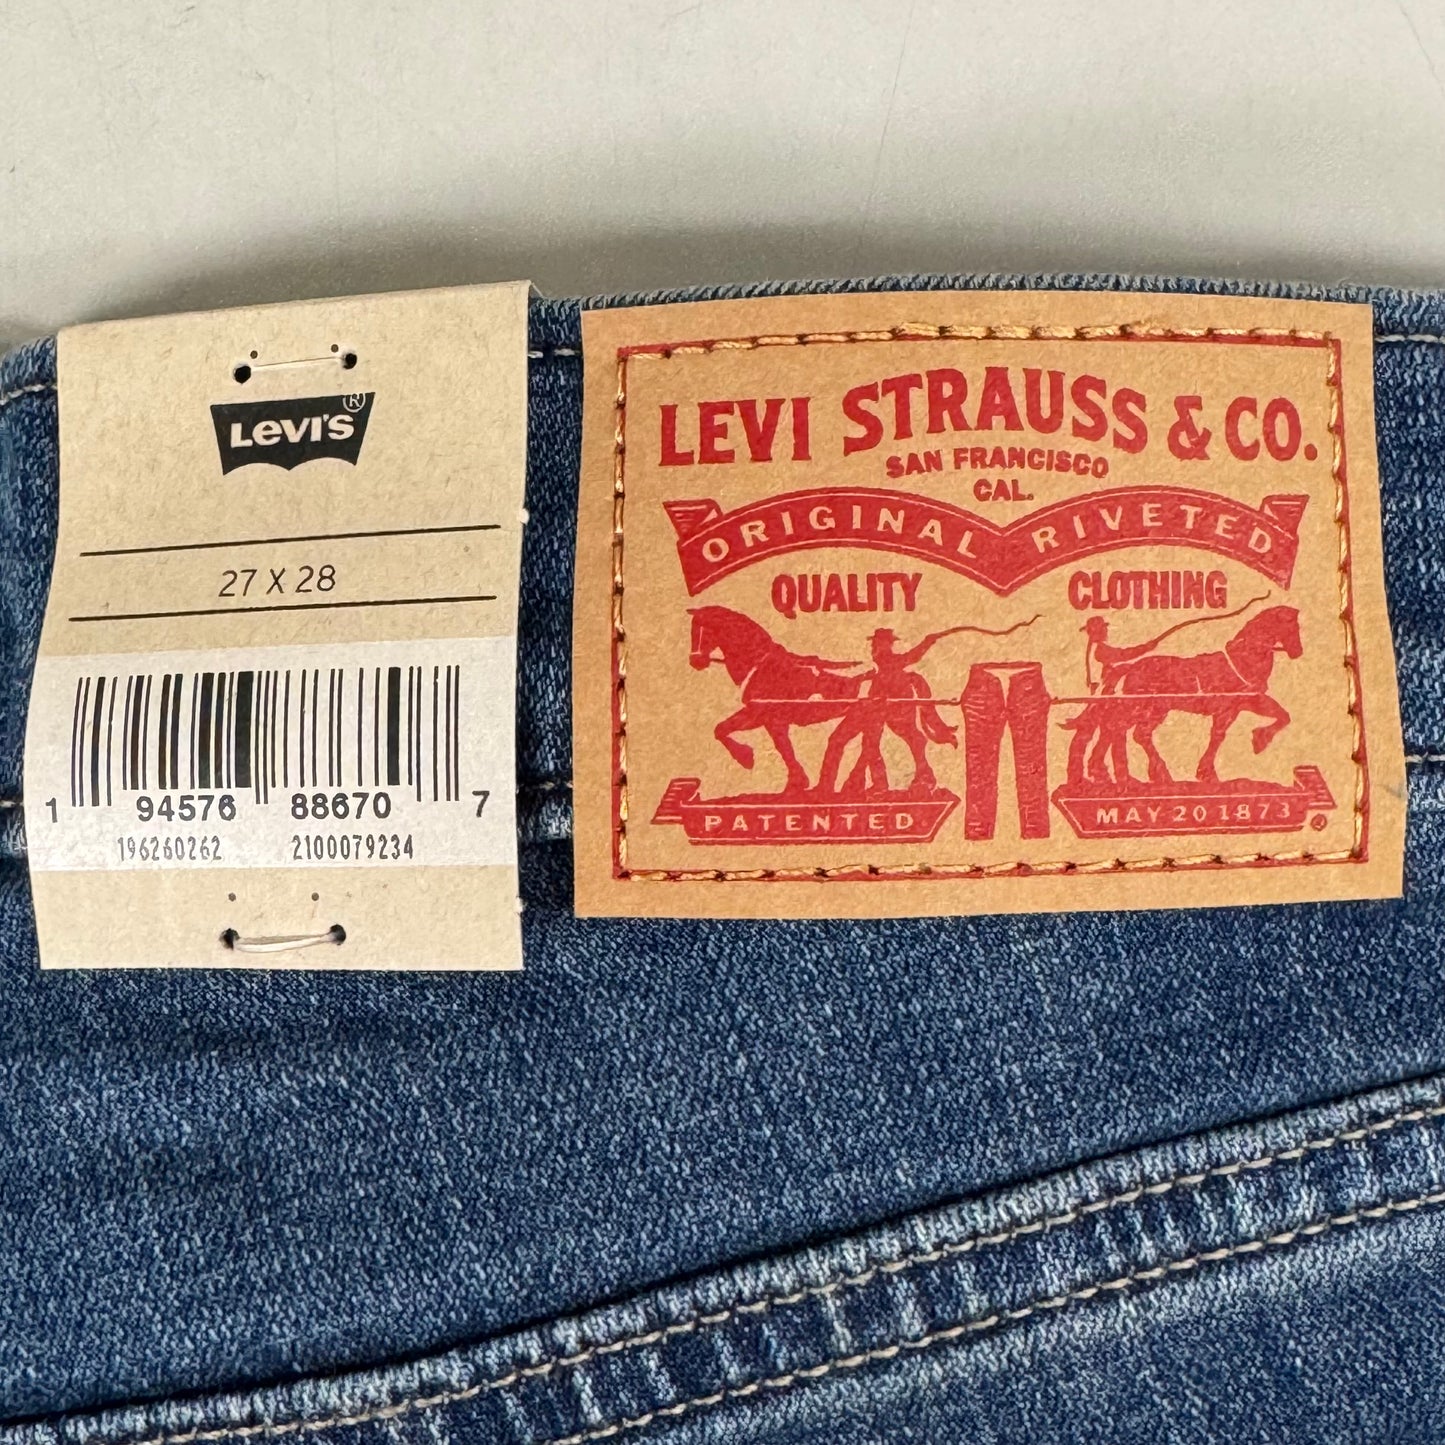 Levi's®
27 X 28
1 94576 88670 7
196260262 2100079234
LEVI STRAUSS & CO.
SAN FRANCISCO
CAL.
ORIGINAL RIVETED
QUALITY CLOTHING
PATENTED MAY 20 1873